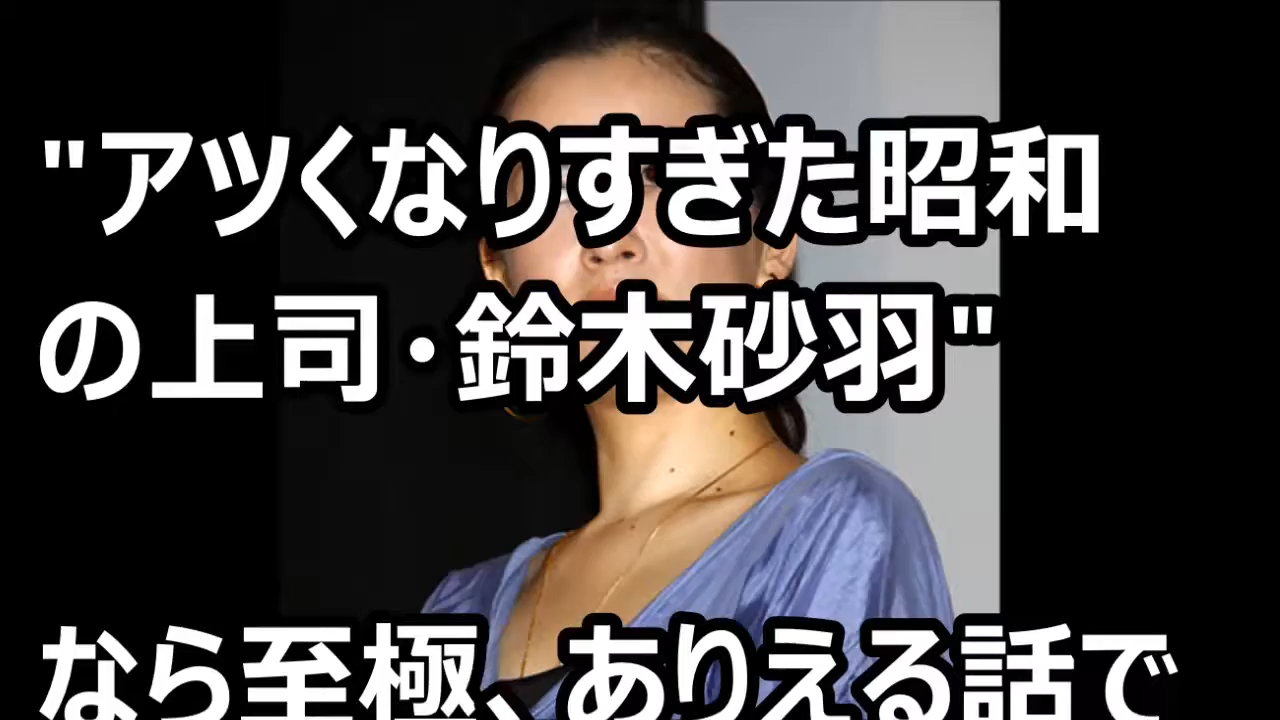 "アツくなりすぎた昭和
の上司・鈴木砂羽"
なら至極、ありえる話で